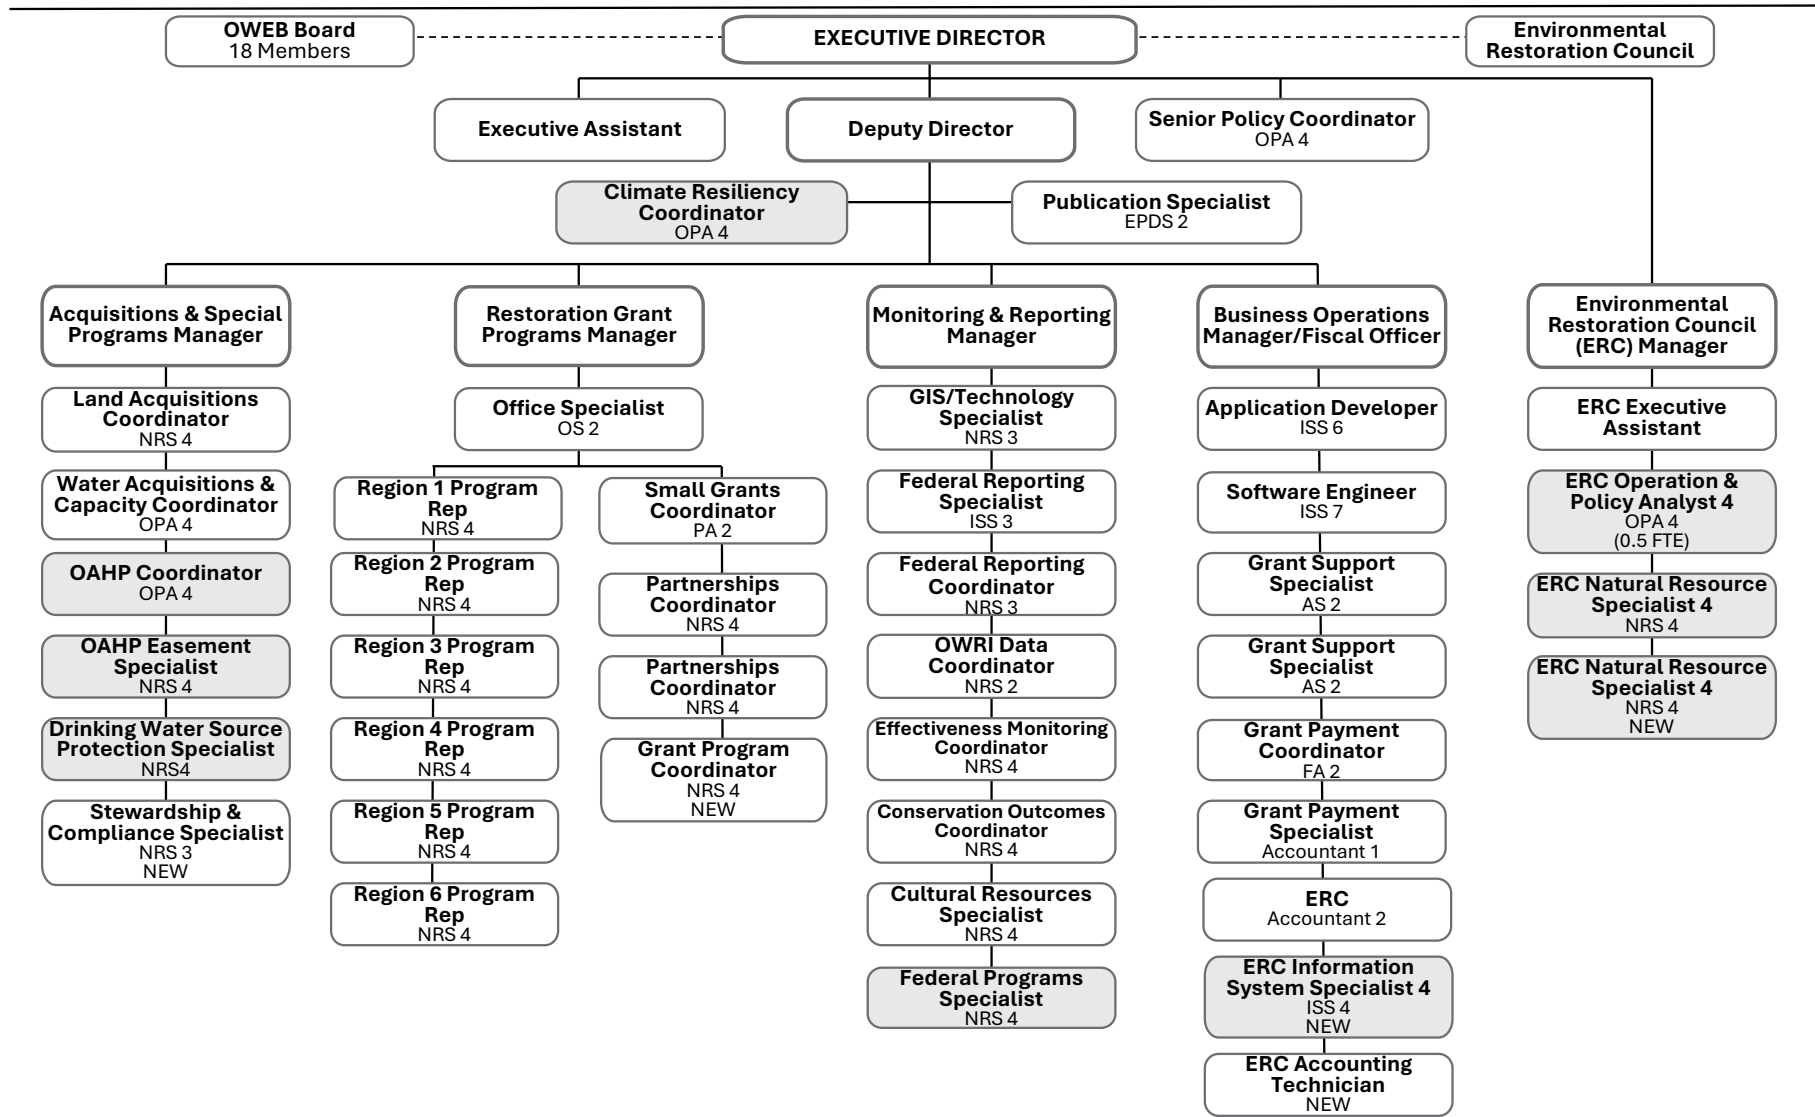 OWEB Board
18 Members
EXECUTIVE DIRECTOR
Environmental
Restoration Council
Executive Assistant
Deputy Director
Senior Policy Coordinator
OPA 4
Climate Resiliency
Coordinator
OPA 4
Publication Specialist
EPDS 2
Acquisitions & Special
Programs Manager
Land Acquisitions
Coordinator
NRS 4
Water Acquisitions &
Capacity Coordinator
OPA 4
OAHP Coordinator
OPA 4
OAHP Easement
Specialist
NRS 4
Drinking Water Source
Protection Specialist
NRS4
Stewardship &
Compliance Specialist
NRS 3
NEW
Restoration Grant
Programs Manager
Office Specialist
OS 2
Region 1 Program
Rep
NRS 4
Region 2 Program
Rep
NRS 4
Region 3 Program
Rep
NRS 4
Region 4 Program
Rep
NRS 4
Region 5 Program
Rep
NRS 4
Region 6 Program
Rep
NRS 4
Small Grants
Coordinator
PA 2
Partnerships
Coordinator
NRS 4
Partnerships
Coordinator
NRS 4
Grant Program
Coordinator
NRS 4
NEW
Monitoring & Reporting
Manager
GIS/Technology
Specialist
NRS 3
Federal Reporting
Specialist
ISS 3
Federal Reporting
Coordinator
NRS 3
OWRI Data
Coordinator
NRS 2
Effectiveness Monitoring
Coordinator
NRS 4
Conservation Outcomes
Coordinator
NRS 4
Cultural Resources
Specialist
NRS 4
Federal Programs
Specialist
NRS 4
Business Operations
Manager/Fiscal Officer
Application Developer
ISS 6
Software Engineer
ISS 7
Grant Support
Specialist
AS 2
Grant Support
Specialist
AS 2
Grant Payment
Coordinator
FA 2
Grant Payment
Specialist
Accountant 1
ERC
Accountant 2
ERC Information
System Specialist 4
ISS 4
NEW
ERC Accounting
Technician
NEW
Environmental
Restoration Council
(ERC) Manager
ERC Executive
Assistant
ERC Operation &
Policy Analyst 4
OPA 4
(0.5 FTE)
ERC Natural Resource
Specialist 4
NRS 4
ERC Natural Resource
Specialist 4
NRS 4
NEW